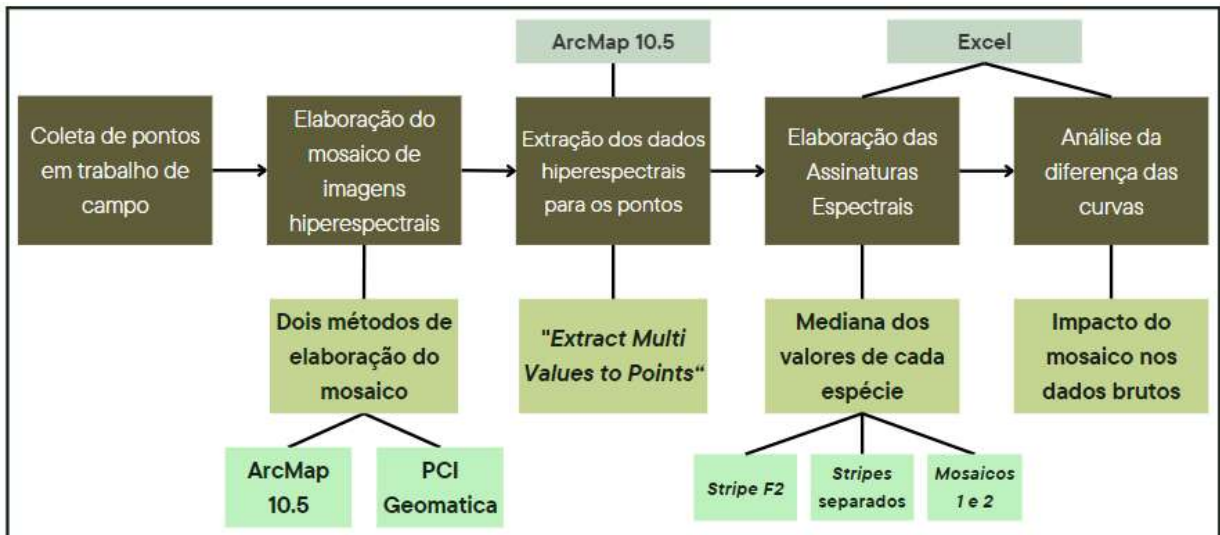 ArcMap 10.5
Excel
Coleta de pontos
em trabalho de
campo
Elaboração do
mosaico de
imagens
hiperespectrais
Extração dos dados
hiperespectrais
para os pontos
Elaboração das
Assinaturas
Espectrais
Análise da
diferença das
curvas
Dois métodos de
elaboração do
mosaico
"Extract Multi
Values to Points“
Mediana dos
valores de cada
espécie
Impacto do
mosaico nos
dados brutos
ArcMap
10.5
PCI
Geomatica
Stripe F2
Stripes
separados
Mosaicos
1 e 2